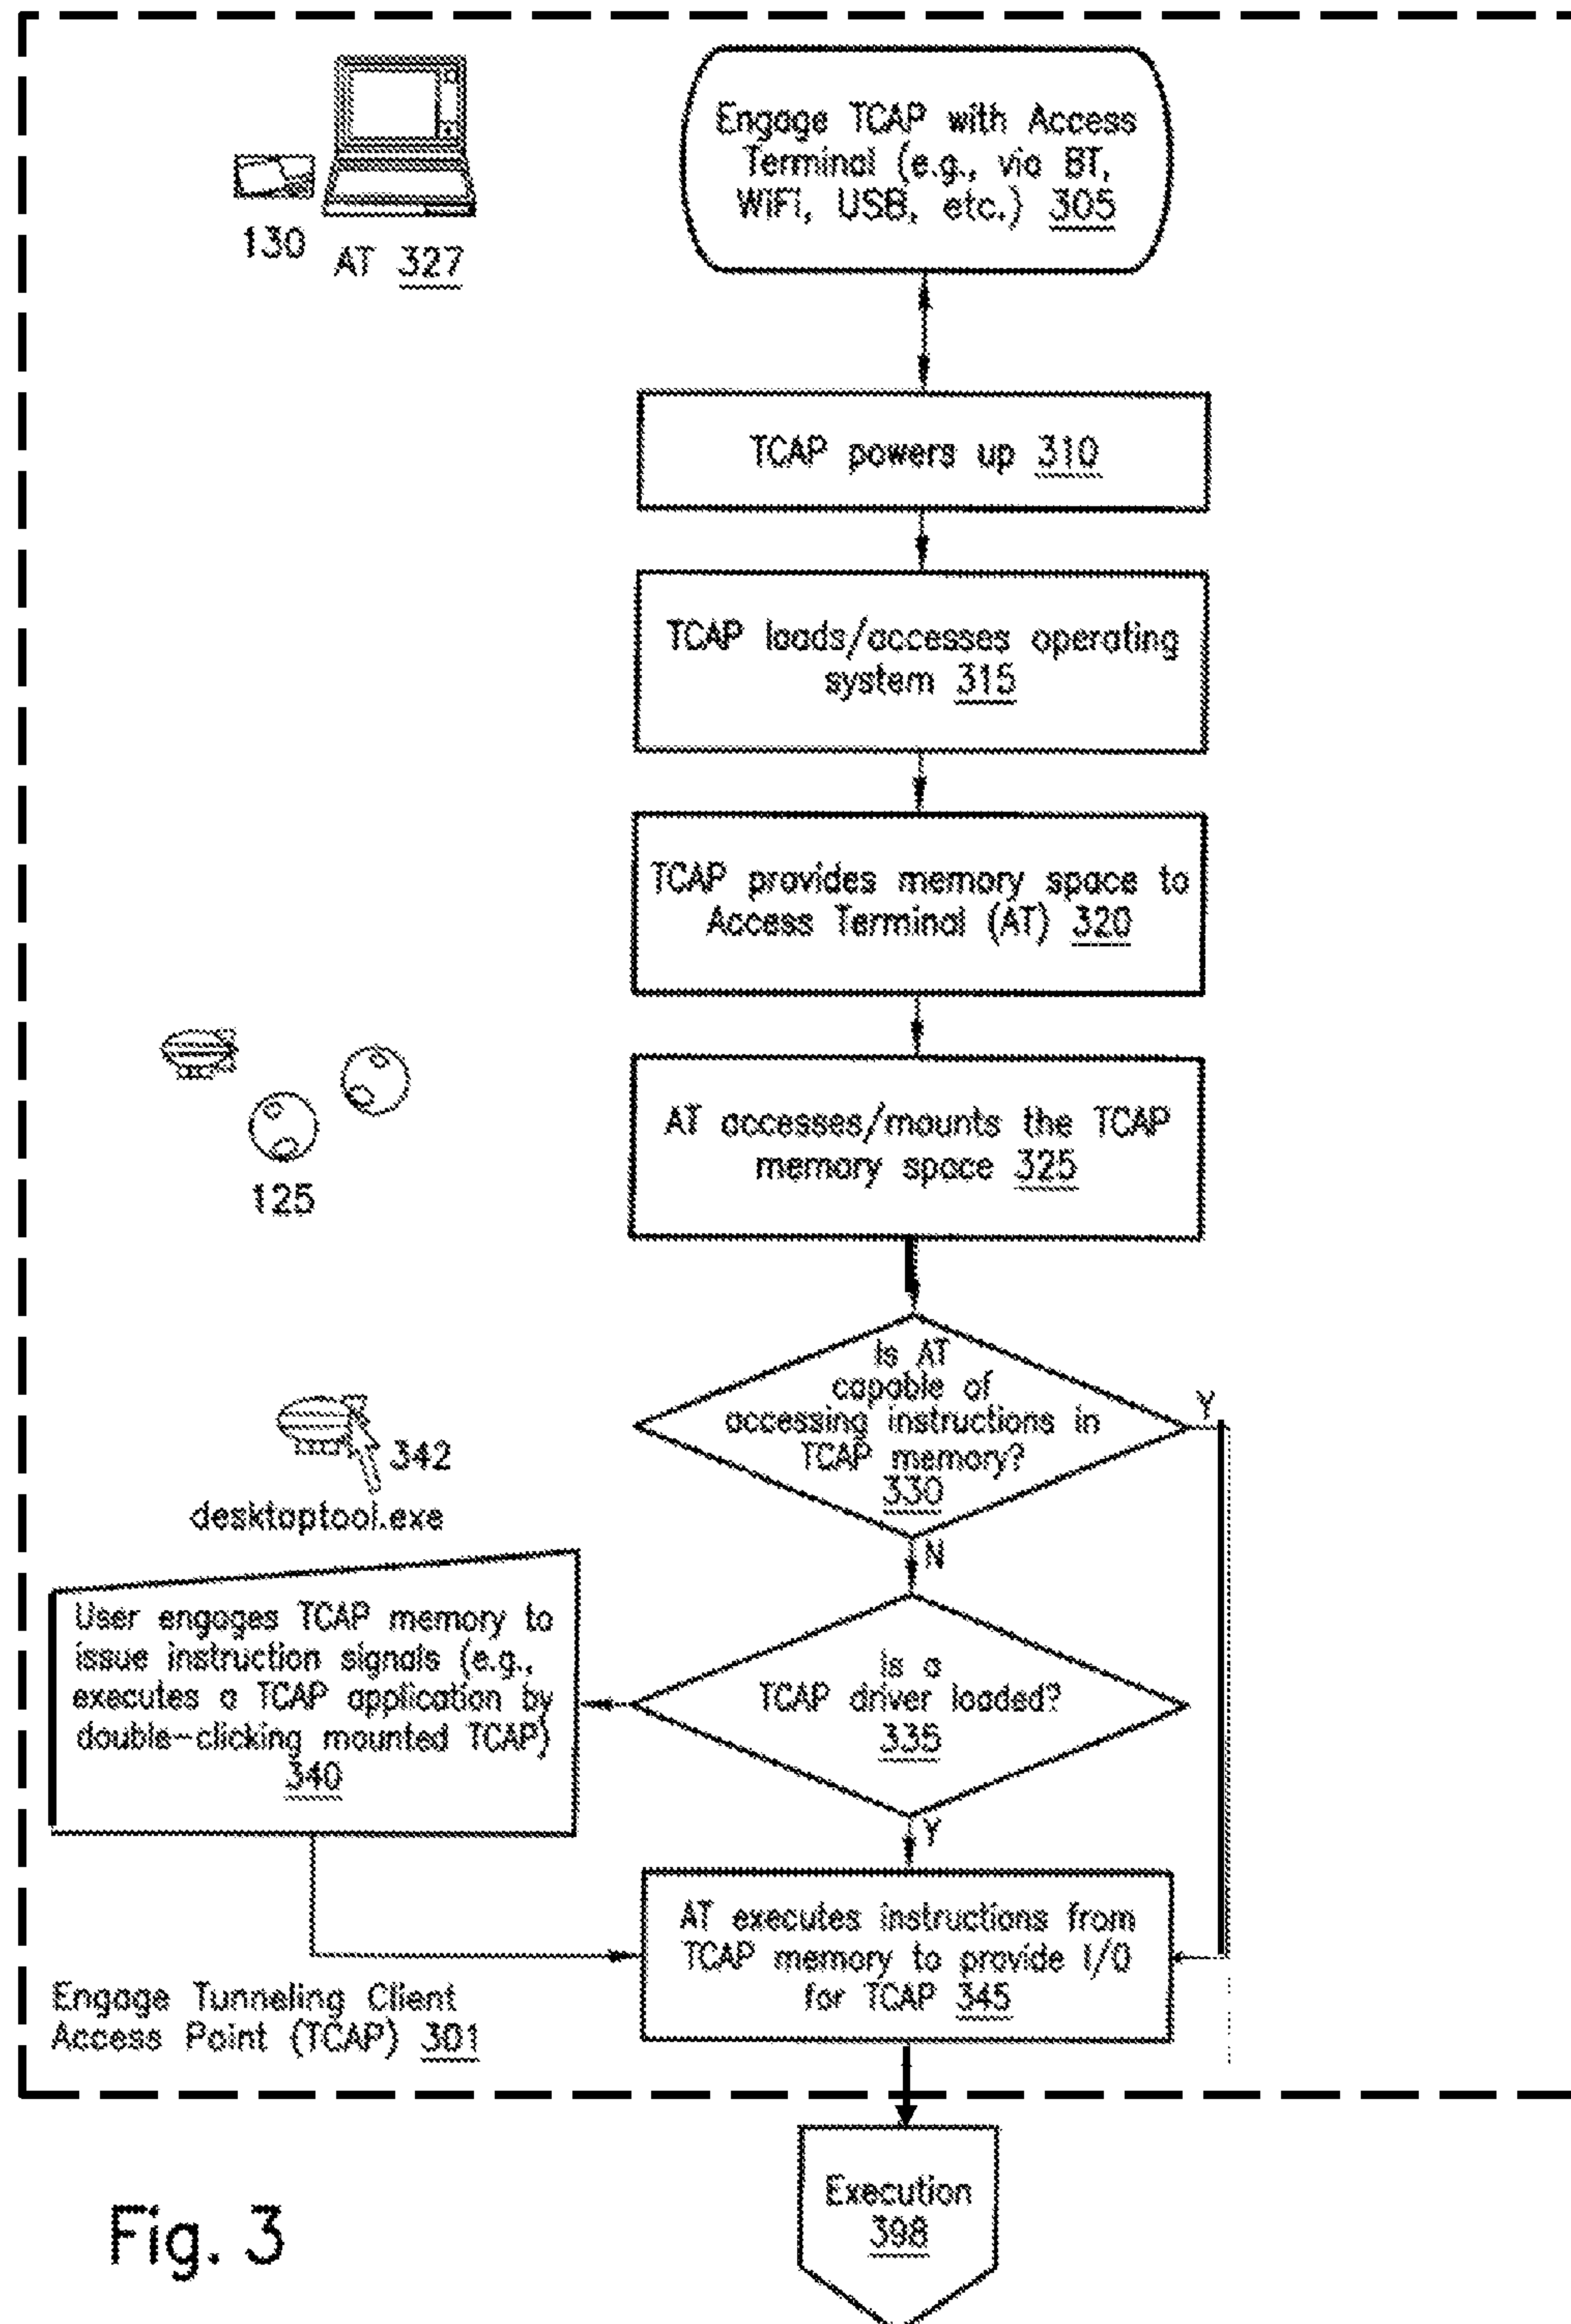 Engage TCAP with Access
Terminal (e.g., via BT,
WiFi, USB, etc.) 305
130
AT 327
TCAP powers up 310
TCAP loads/accesses operating
system 315
TCAP provides memory space to
Access Terminal (AT) 320
AT accesses/mounts the TCAP
memory space 325
125
Is AT
capable of
accessing instructions in
TCAP memory?
330
Y
N
342
desktoptool.exe
User engages TCAP memory to
issue instruction signals (e.g.,
executes a TCAP application by
double-clicking mounted TCAP)
340
Is a
TCAP driver loaded?
335
Y
AT executes instructions from
TCAP memory to provide I/O
for TCAP 345
Engage Tunneling Client
Access Point (TCAP) 301
Execution
398
Fig. 3